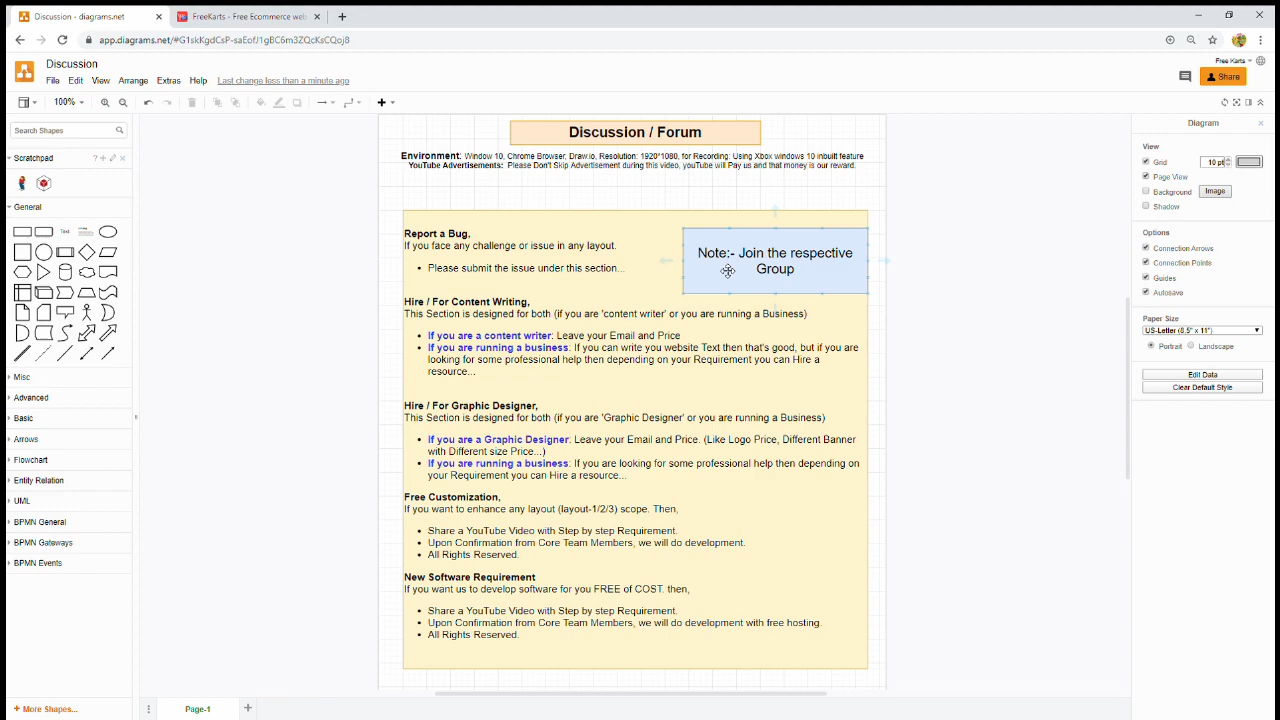 Discussion - diagrams.net
FreeKarts - Free Ecommerce web
app.diagrams.net/#G1skKgdCsP-saEofJ1gBC6m3ZQcKsCQoj8
Discussion
Free Karts
File Edit View Arrange Extras Help Last change less than a minute ago
Share
100%
Search Shapes
Scratchpad
General
Text
Misc
Advanced
Basic
Arrows
Flowchart
Entity Relation
UML
BPMN General
BPMN Gateways
BPMN Events
+ More Shapes...
Discussion / Forum
Environment: Window 10, Chrome Browser, Draw.io, Resolution: 1920*1080, for Recording: Using Xbox windows 10 inbuilt feature
YouTube Advertisements: Please Don't Skip Advertisement during this video, youTube will Pay us and that money is our reward.
Report a Bug,
If you face any challenge or issue in any layout.
• Please submit the issue under this section...
Note:- Join the respective
Group
Hire / For Content Writing,
This Section is designed for both (if you are 'content writer' or you are running a Business)
• If you are a content writer: Leave your Email and Price
• If you are running a business: If you can write you website Text then that's good, but if you are
looking for some professional help then depending on your Requirement you can Hire a
resource...
Hire / For Graphic Designer,
This Section is designed for both (if you are 'Graphic Designer' or you are running a Business)
• If you are a Graphic Designer: Leave your Email and Price. (Like Logo Price, Different Banner
with Different size Price...)
• If you are running a business: If you are looking for some professional help then depending on
your Requirement you can Hire a resource...
Free Customization,
If you want to enhance any layout (layout-1/2/3) scope. Then,
• Share a YouTube Video with Step by step Requirement.
• Upon Confirmation from Core Team Members, we will do development.
• All Rights Reserved.
New Software Requirement
If you want us to develop software for you FREE of COST. then,
• Share a YouTube Video with Step by step Requirement.
• Upon Confirmation from Core Team Members, we will do development with free hosting.
• All Rights Reserved.
Page-1
Diagram
View
Grid
10 pt
Page View
Background
Image
Shadow
Options
Connection Arrows
Connection Points
Guides
Autosave
Paper Size
US-Letter (8,5" x 11")
Portrait Landscape
Edit Data
Clear Default Style